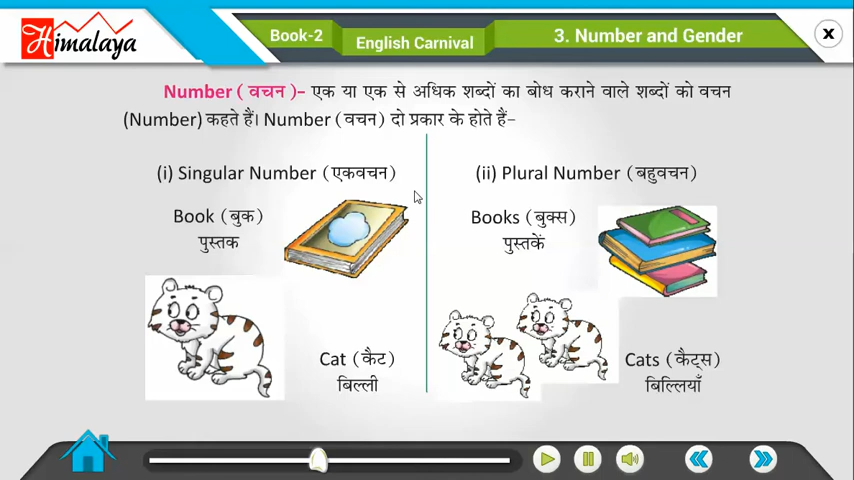 Himalaya
Book-2
English Carnival
3. Number and Gender
X
Number ( वचन )- एक या एक से अधिक शब्दों का बोध कराने वाले शब्दों को वचन
(Number) कहते हैं। Number (वचन) दो प्रकार के होते हैं-
(i) Singular Number (एकवचन)
Book (बुक)
पुस्तक
Cat (कैट)
बिल्ली
(ii) Plural Number (बहुवचन)
Books (बुक्स)
पुस्तकें
Cats (कैट्स)
बिल्लियाँ